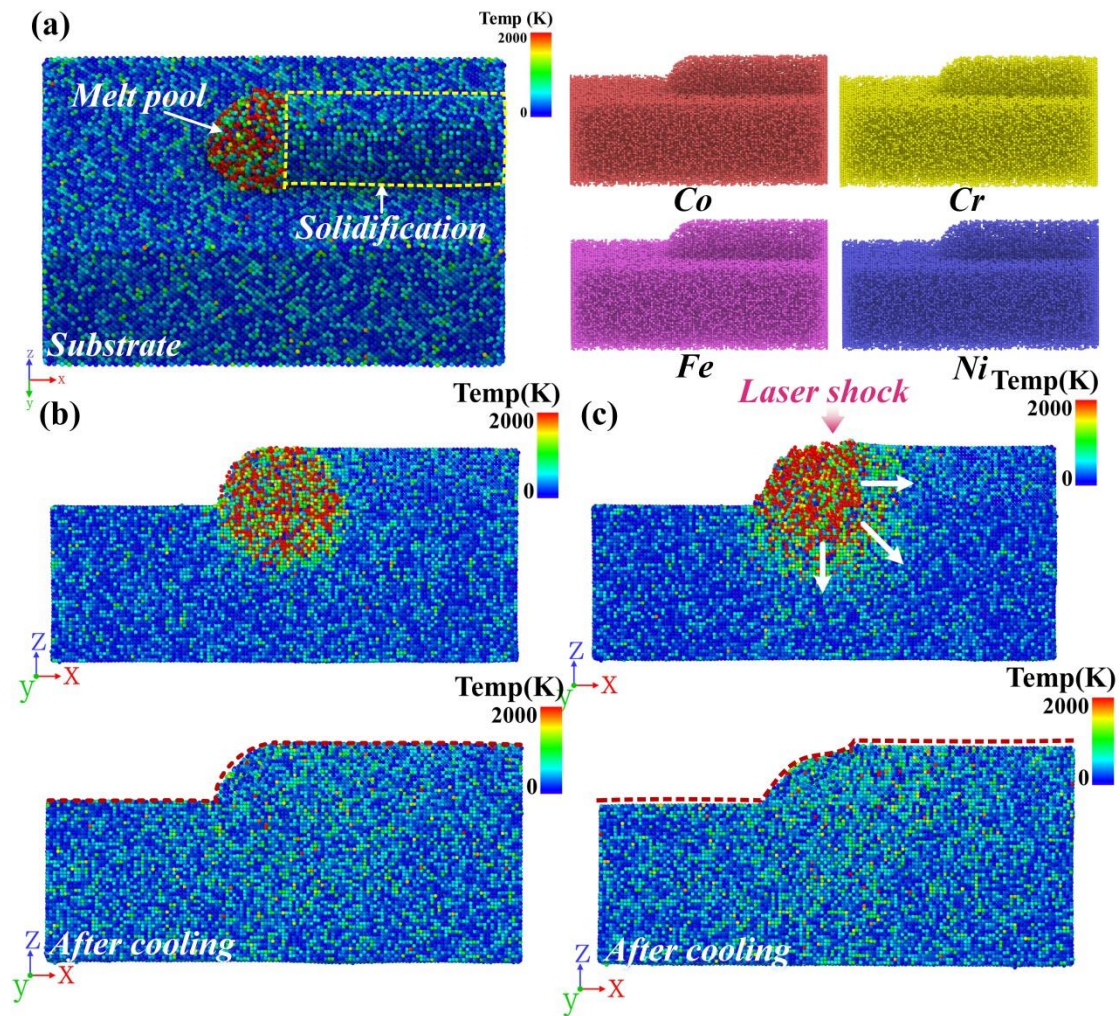 (a)
Temp (K)
2000
0
Melt pool
Solidification
Substrate
z
x
y
Co
Cr
Fe
Ni
(b)
Temp(K)
2000
0
Z
X
y
Laser shock
(c)
Temp(K)
2000
0
Z
X
y
Temp(K)
2000
0
After cooling
Z
X
y
Temp(K)
2000
0
After cooling
Z
X
y